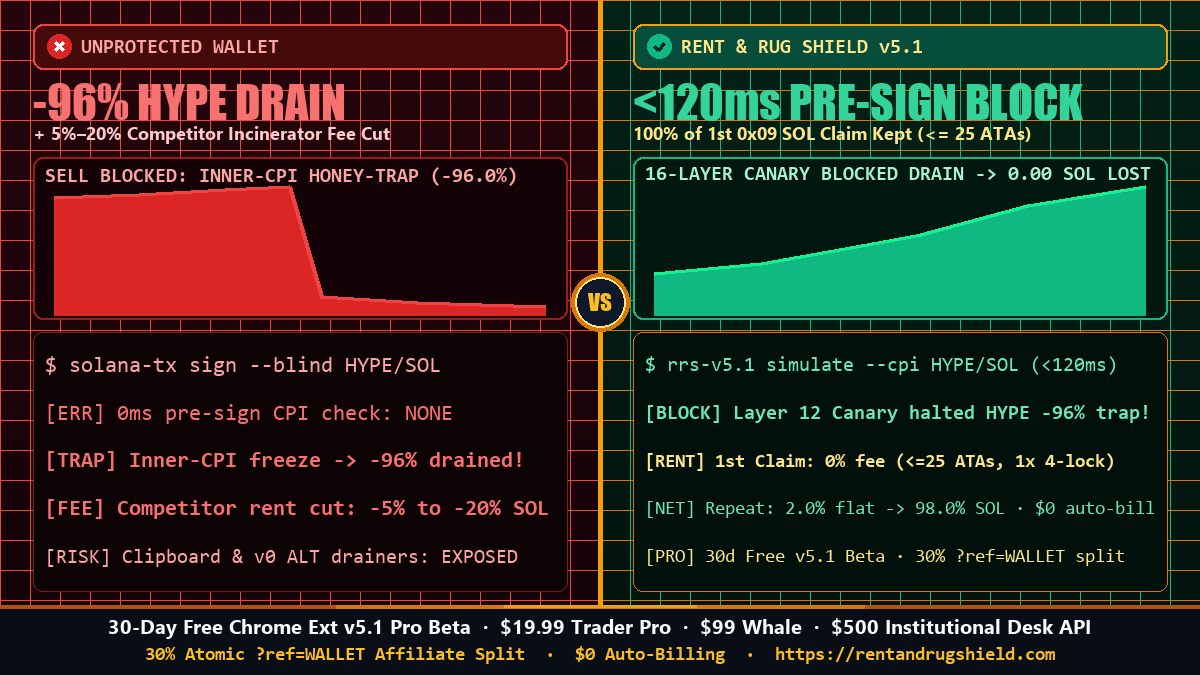 UNPROTECTED WALLET
-96% HYPE DRAIN
+ 5%–20% Competitor Incinerator Fee Cut
SELL BLOCKED: INNER-CPI HONEY-TRAP (-96.0%)
$ solana-tx sign --blind HYPE/SOL
[ERR] 0ms pre-sign CPI check: NONE
[TRAP] Inner-CPI freeze -> -96% drained!
[FEE] Competitor rent cut: -5% to -20% SOL
[RISK] Clipboard & v0 ALT drainers: EXPOSED
VS
RENT & RUG SHIELD v5.1
<120ms PRE-SIGN BLOCK
100% of 1st 0x09 SOL Claim Kept (<= 25 ATAs)
16-LAYER CANARY BLOCKED DRAIN -> 0.00 SOL LOST
$ rrs-v5.1 simulate --cpi HYPE/SOL (<120ms)
[BLOCK] Layer 12 Canary halted HYPE -96% trap!
[RENT] 1st Claim: 0% fee (<=25 ATAs, 1x 4-lock)
[NET] Repeat: 2.0% flat -> 98.0% SOL · $0 auto-bill
[PRO] 30d Free v5.1 Beta · 30% ?ref=WALLET split
30-Day Free Chrome Ext v5.1 Pro Beta · $19.99 Trader Pro · $99 Whale · $500 Institutional Desk API
30% Atomic ?ref=WALLET Affiliate Split · $0 Auto-Billing · https://rentandrugshield.com